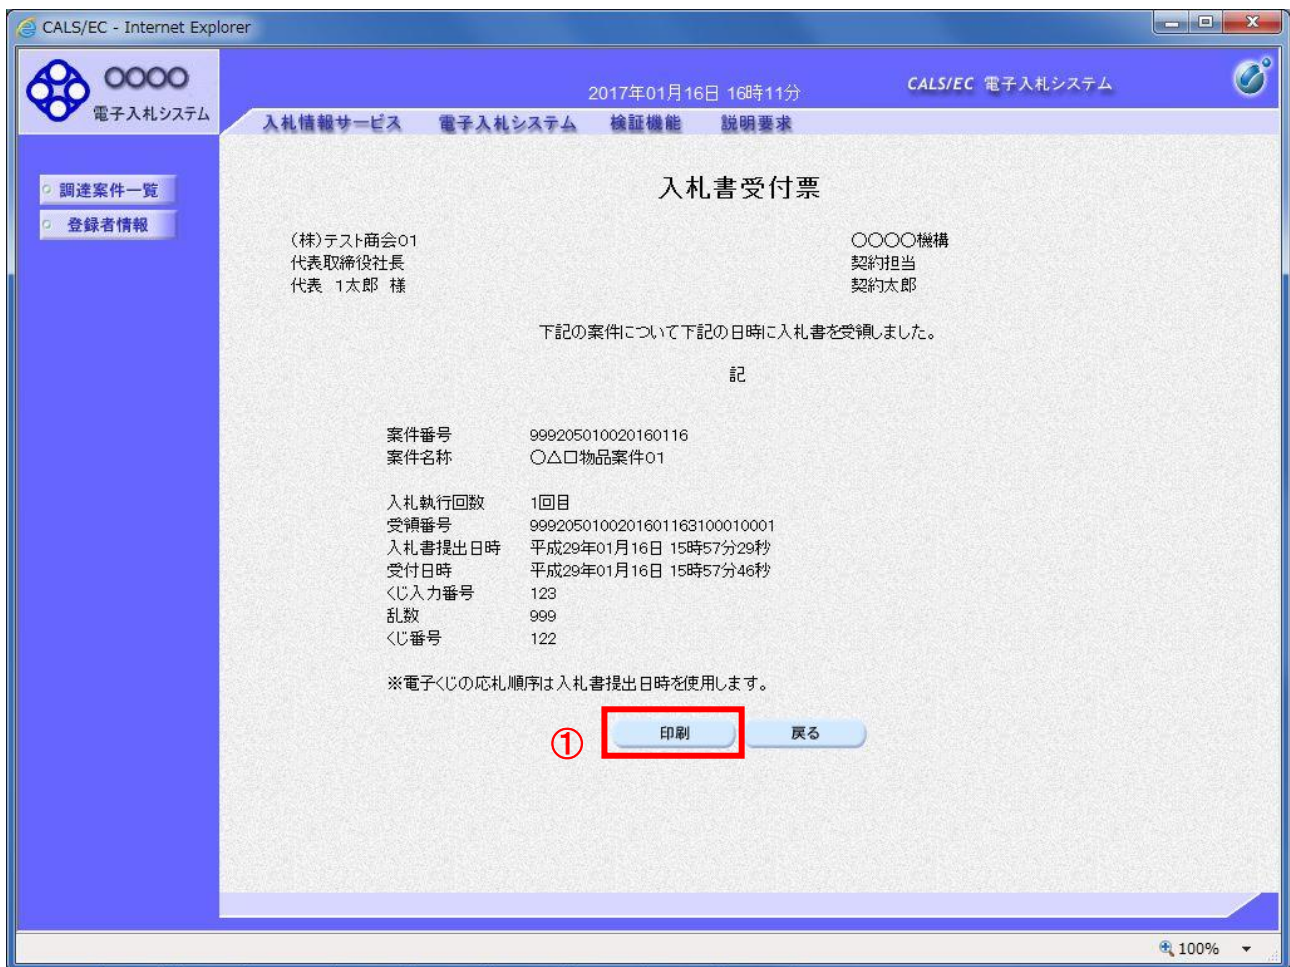 CALS/EC - Internet Explorer
〇〇〇〇
電子入札システム
2017年01月16日 16時11分
CALS/EC 電子入札システム
入札情報サービス 電子入札システム 検証機能 説明要求
調達案件一覧
登録者情報
入札書受付票
(株)テスト商会01
代表取締役社長
代表 1太郎 様
〇〇〇〇機構
契約担当
契約太郎
下記の案件について下記の日時に入札書を受領しました。
記
案件番号 999205010020160116
案件名称 〇△口物品案件01
入札執行回数 1回目
受領番号 9992050100201601163100010001
入札書提出日時 平成29年01月16日 15時57分29秒
受付日時 平成29年01月16日 15時57分46秒
くじ入力番号 123
乱数 999
くじ番号 122
※電子くじの応札順序は入札書提出日時を使用します。
① 印刷 戻る
100%